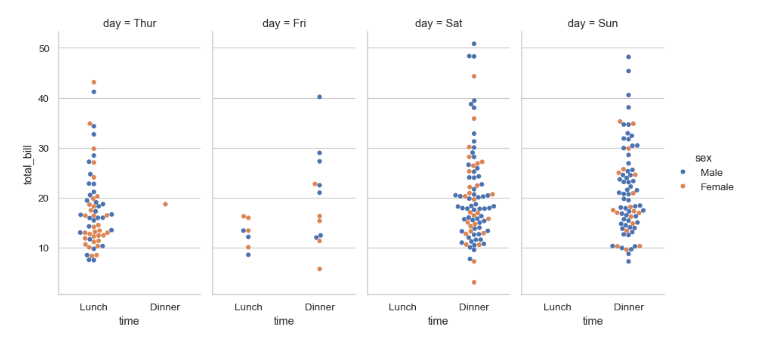 day = Thur
day = Fri
day = Sat
day = Sun
50
40
30
20
10
total_bill
Lunch
Dinner
time
Lunch
Dinner
time
Lunch
Dinner
time
Lunch
Dinner
time
sex
Male
Female